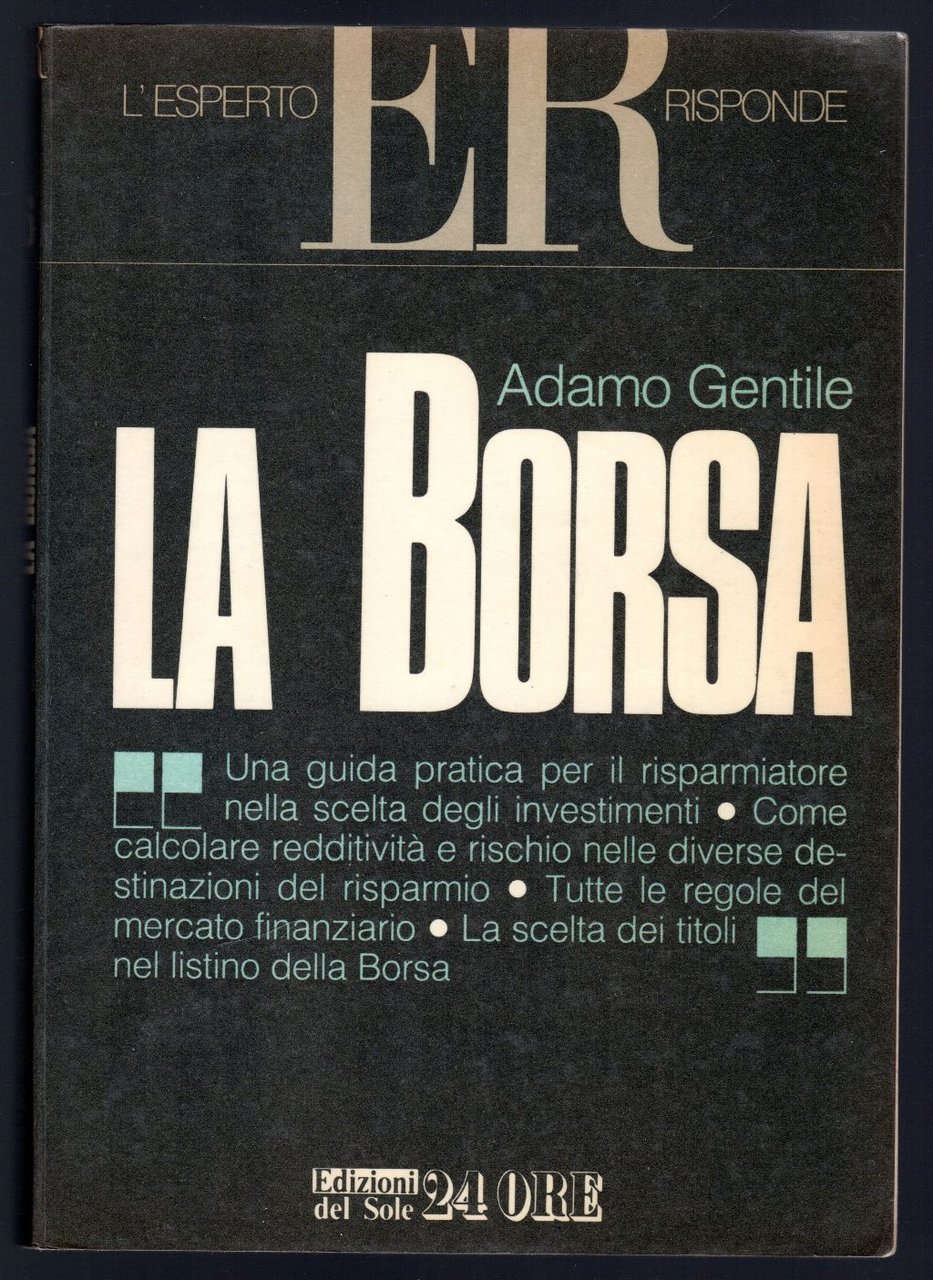 L'ESPERTO ER RISPONDE
Adamo Gentile
LA BORSA
Una guida pratica per il risparmiatore
nella scelta degli investimenti • Come
calcolare redditività e rischio nelle diverse de-
stinazioni del risparmio • Tutte le regole del
mercato finanziario • La scelta dei titoli
nel listino della Borsa
Edizioni
del Sole 24 ORE
LA BORSA